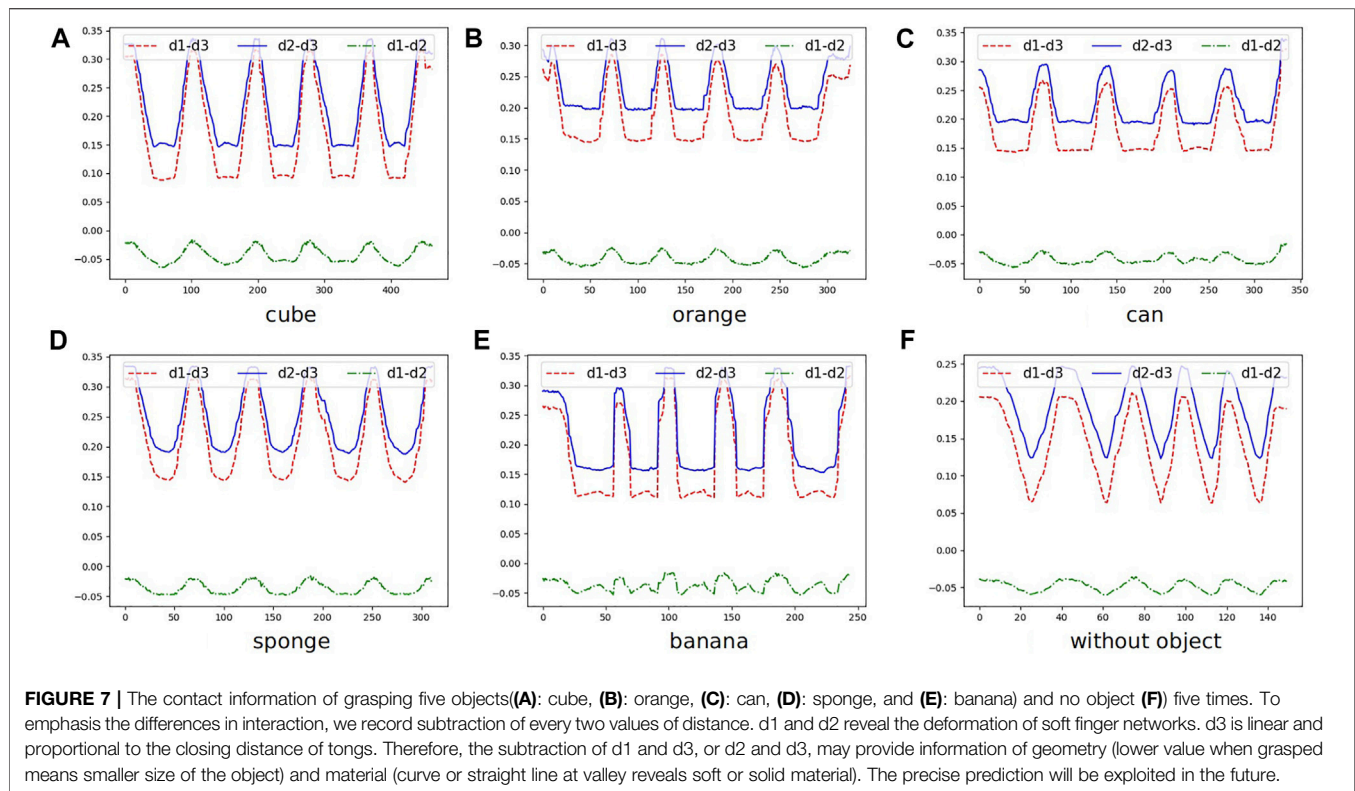 A
d1-d3 d2-d3 d1-d2
0.35
0.30
0.25
0.20
0.15
0.10
0.05
0.00
−0.05
0 100 200 300 400
cube
B
d1-d3 d2-d3 d1-d2
0.30
0.25
0.20
0.15
0.10
0.05
0.00
−0.05
0 50 100 150 200 250 300
orange
C
d1-d3 d2-d3 d1-d2
0.35
0.30
0.25
0.20
0.15
0.10
0.05
0.00
−0.05
0 50 100 150 200 250 300 350
can
D
d1-d3 d2-d3 d1-d2
0.35
0.30
0.25
0.20
0.15
0.10
0.05
0.00
−0.05
0 50 100 150 200 250 300
sponge
E
d1-d3 d2-d3 d1-d2
0.35
0.30
0.25
0.20
0.15
0.10
0.05
0.00
−0.05
0 50 100 150 200 250
banana
F
d1-d3 d2-d3 d1-d2
0.25
0.20
0.15
0.10
0.05
0.00
−0.05
0 20 40 60 80 100 120 140
without object
FIGURE 7 | The contact information of grasping five objects((A): cube, (B): orange, (C): can, (D): sponge, and (E): banana) and no object (F)) five times. To
emphasis the differences in interaction, we record subtraction of every two values of distance. d1 and d2 reveal the deformation of soft finger networks. d3 is linear and
proportional to the closing distance of tongs. Therefore, the subtraction of d1 and d3, or d2 and d3, may provide information of geometry (lower value when grasped
means smaller size of the object) and material (curve or straight line at valley reveals soft or solid material). The precise prediction will be exploited in the future.